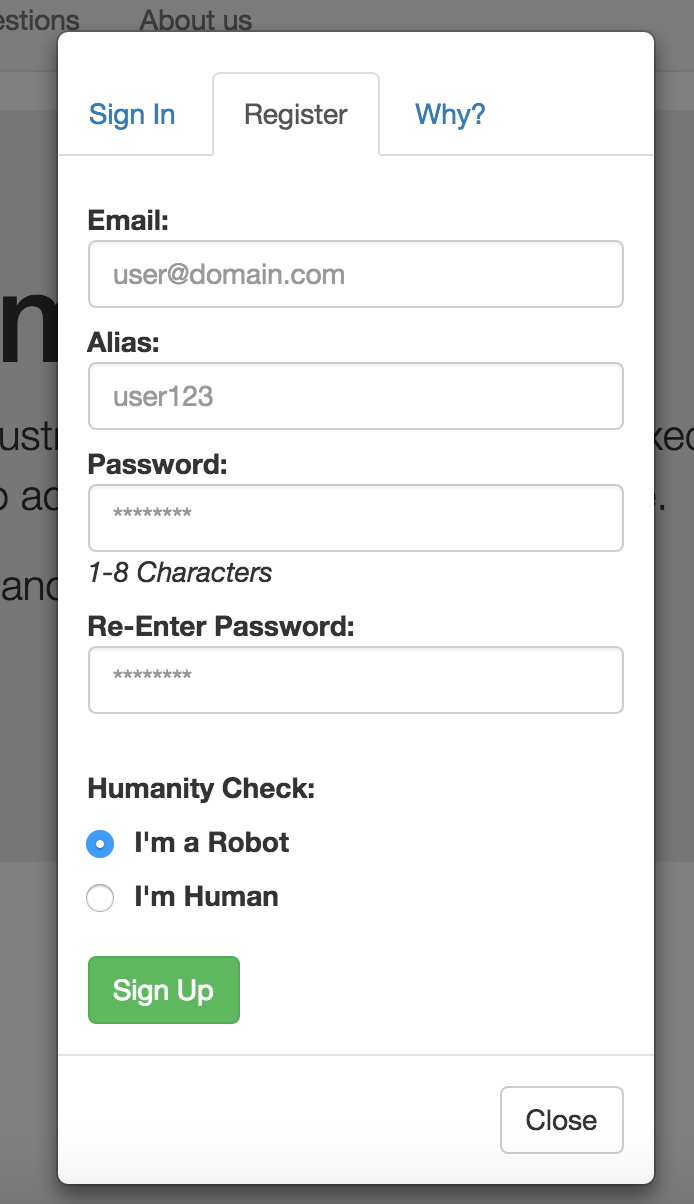 About us
Sign In Register Why?
Email:
user@domain.com
Alias:
user123
Password:
********
1-8 Characters
Re-Enter Password:
********
Humanity Check:
I'm a Robot
I'm Human
Sign Up
Close